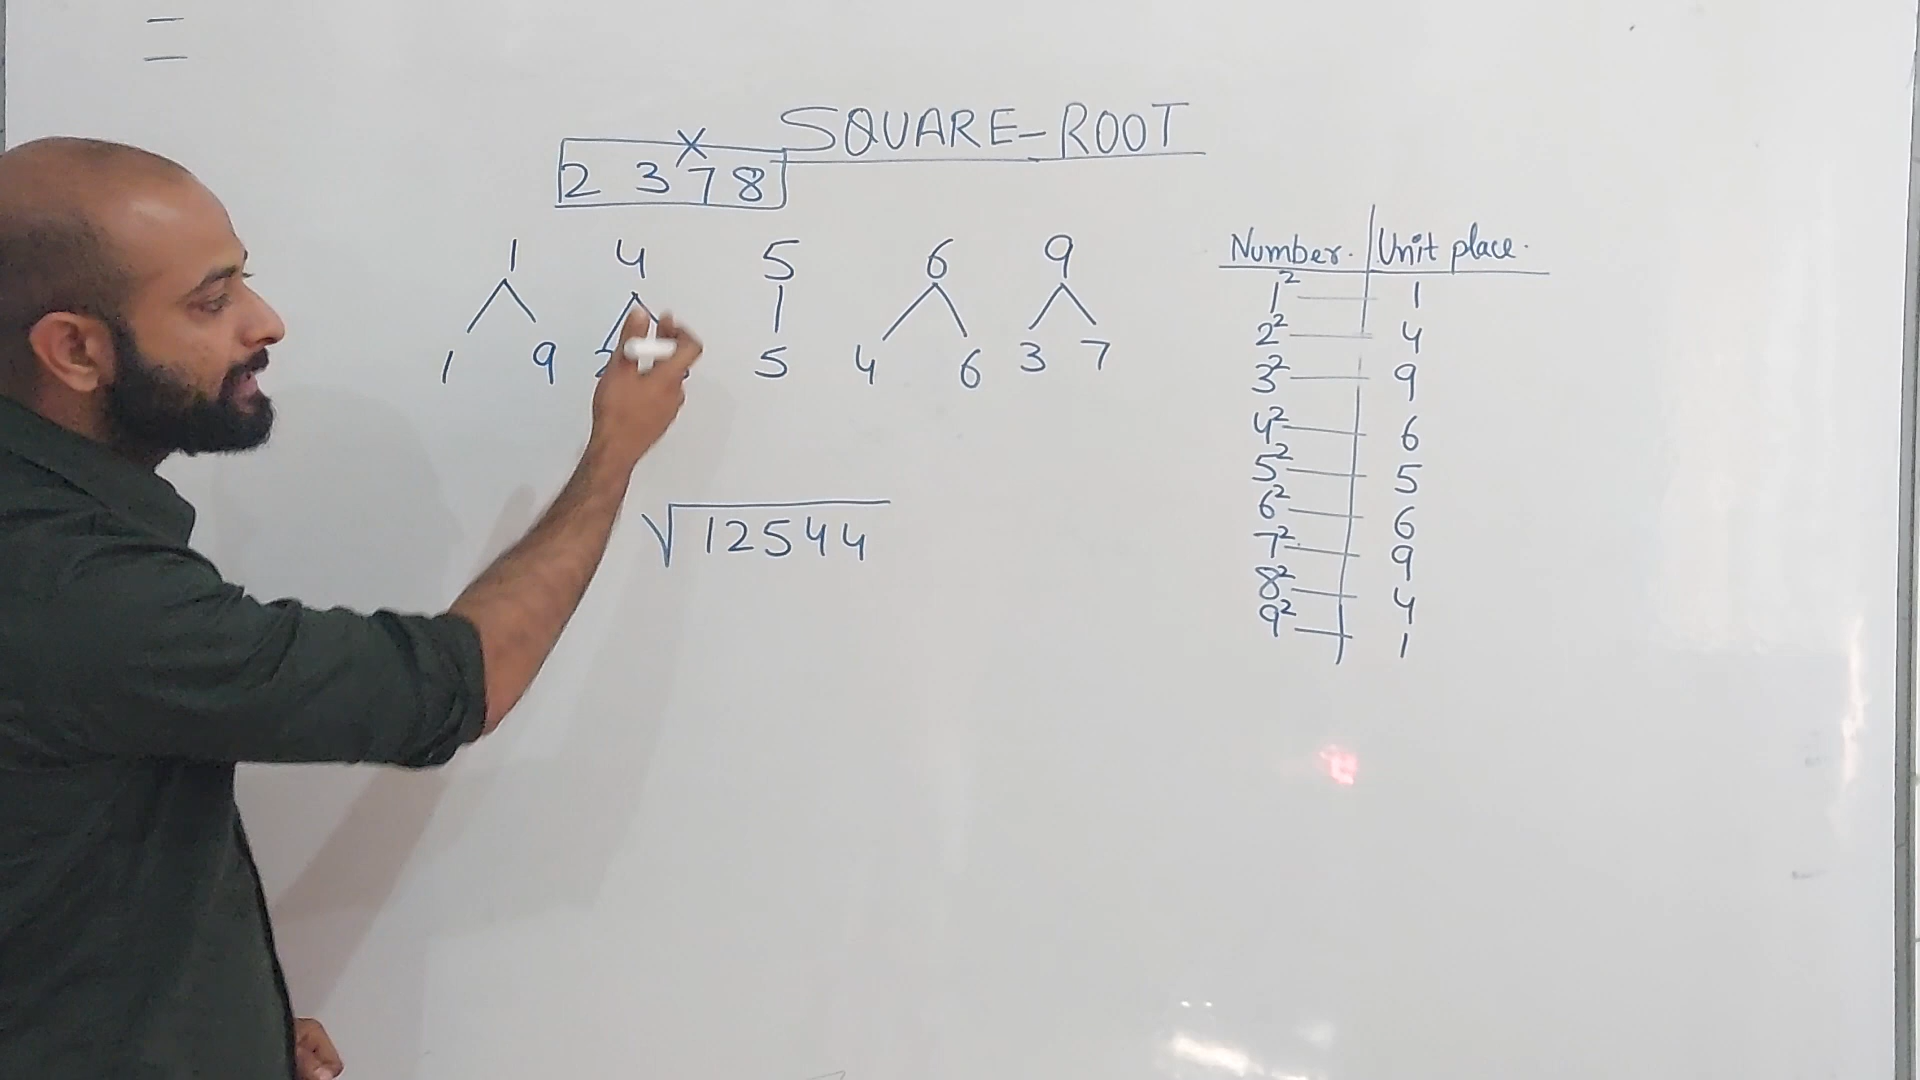 SQUARE-ROOT
×
2 3 7 8
1 4 5 6 9
1 9 2 5 4 6 3 7
√12544
Number. Unit place.
1² 1
2² 4
3² 9
4² 6
5² 5
6² 6
7² 9
8² 4
9² 1